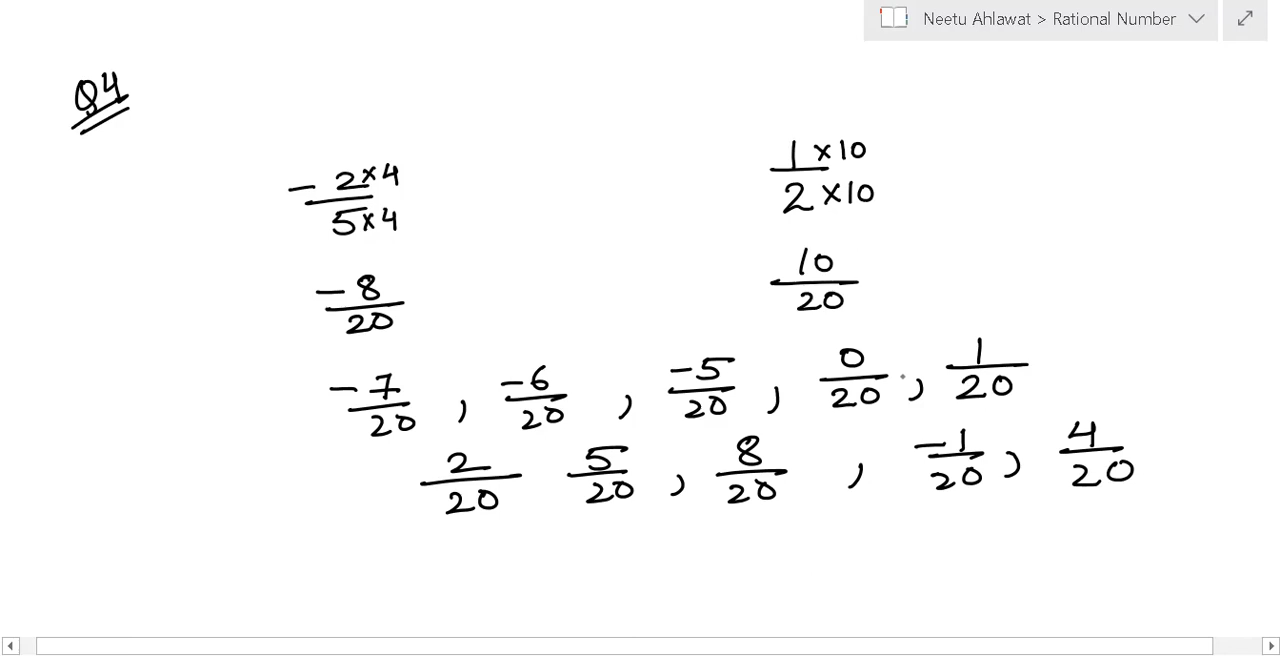 Neetu Ahlawat > Rational Number
Q4
-2×4/5×4 1×10/2×10
-8/20 10/20
-7/20 , -6/20 , -5/20 , 0/20 , 1/20
2/20 5/20 , 8/20 , -1/20 , 4/20